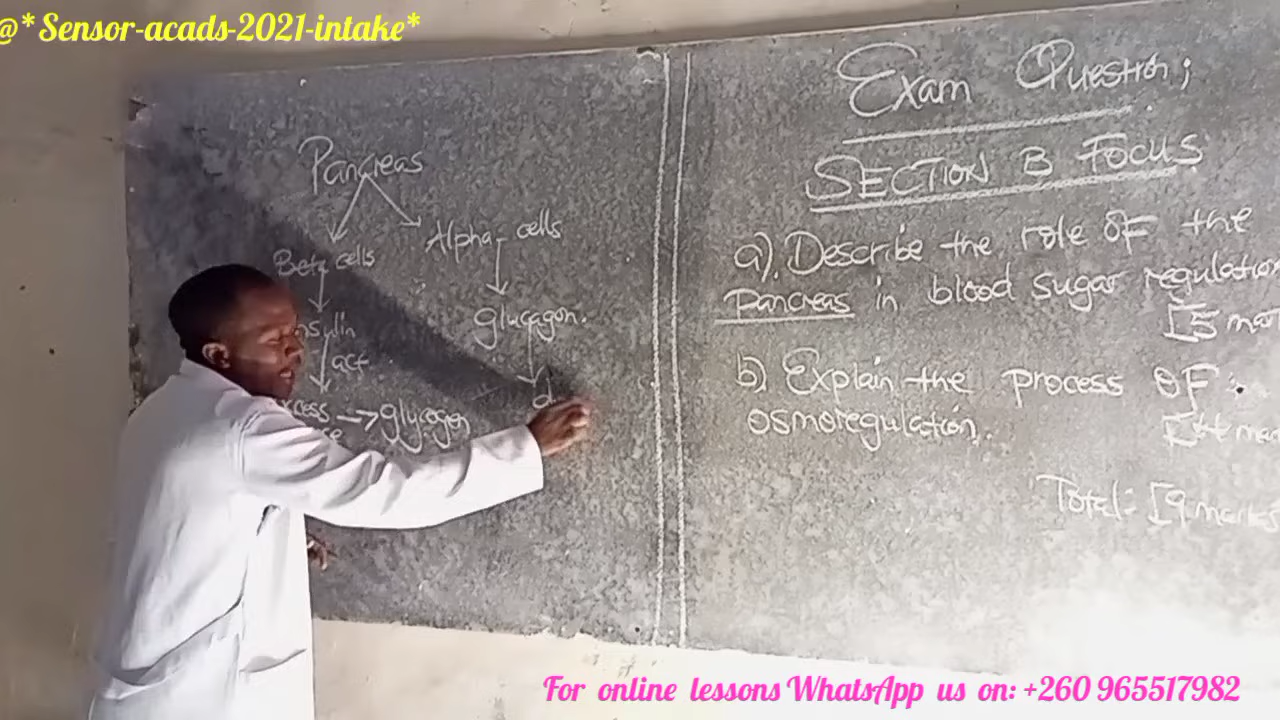 @*Sensor-acads-2021-intake*
Pancreas
Beta cells
Alpha cells
glucagon.
act
glycogen
d
Exam Question;
SECTION B FOCUS
a). Describe the role OF the
Pancreas in blood sugar regulation
[5 mar
b) Explain the process OF
osmoregulation.
Total: [9 marks
For online lessons WhatsApp us on: +260 965517982